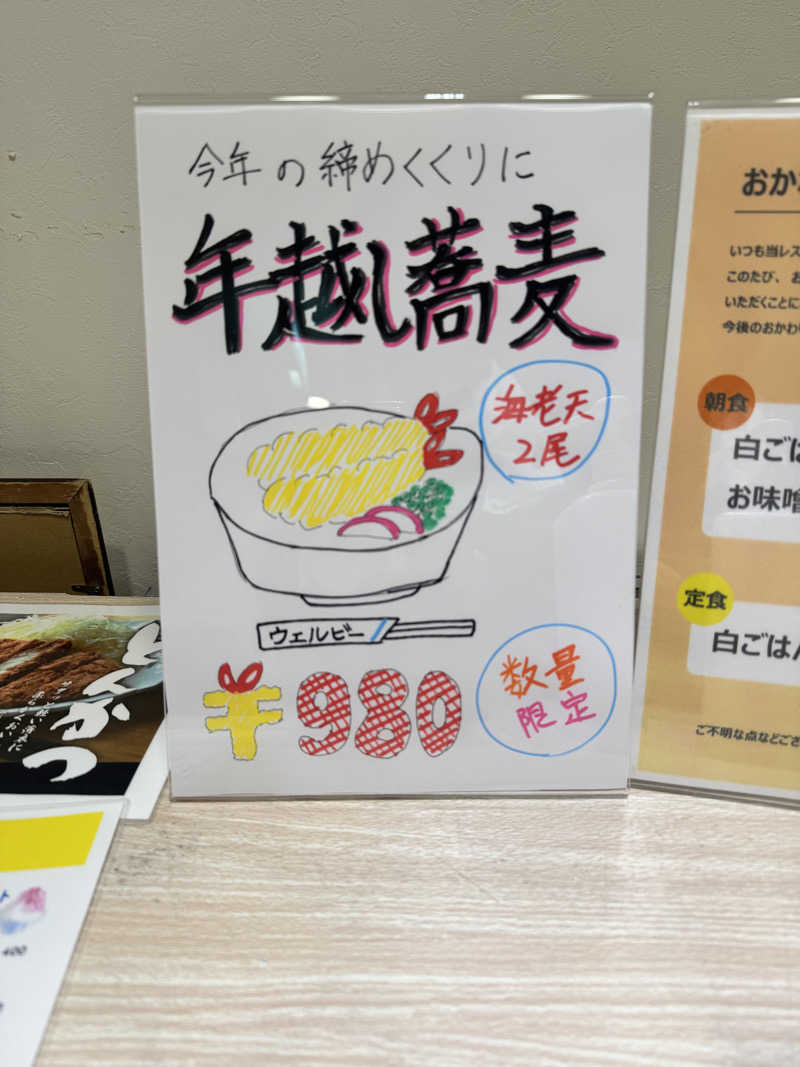 今年の締めくくりに
年越し蕎麦
海老天
2尾
ウェルビー
¥980
数量
限定
とんかつ
いつも当レス
このたび、お
いただくことに
今後のおかわ
朝食
白ごは
お味噌
定食
白ごはん
ご不明な点などござ
400